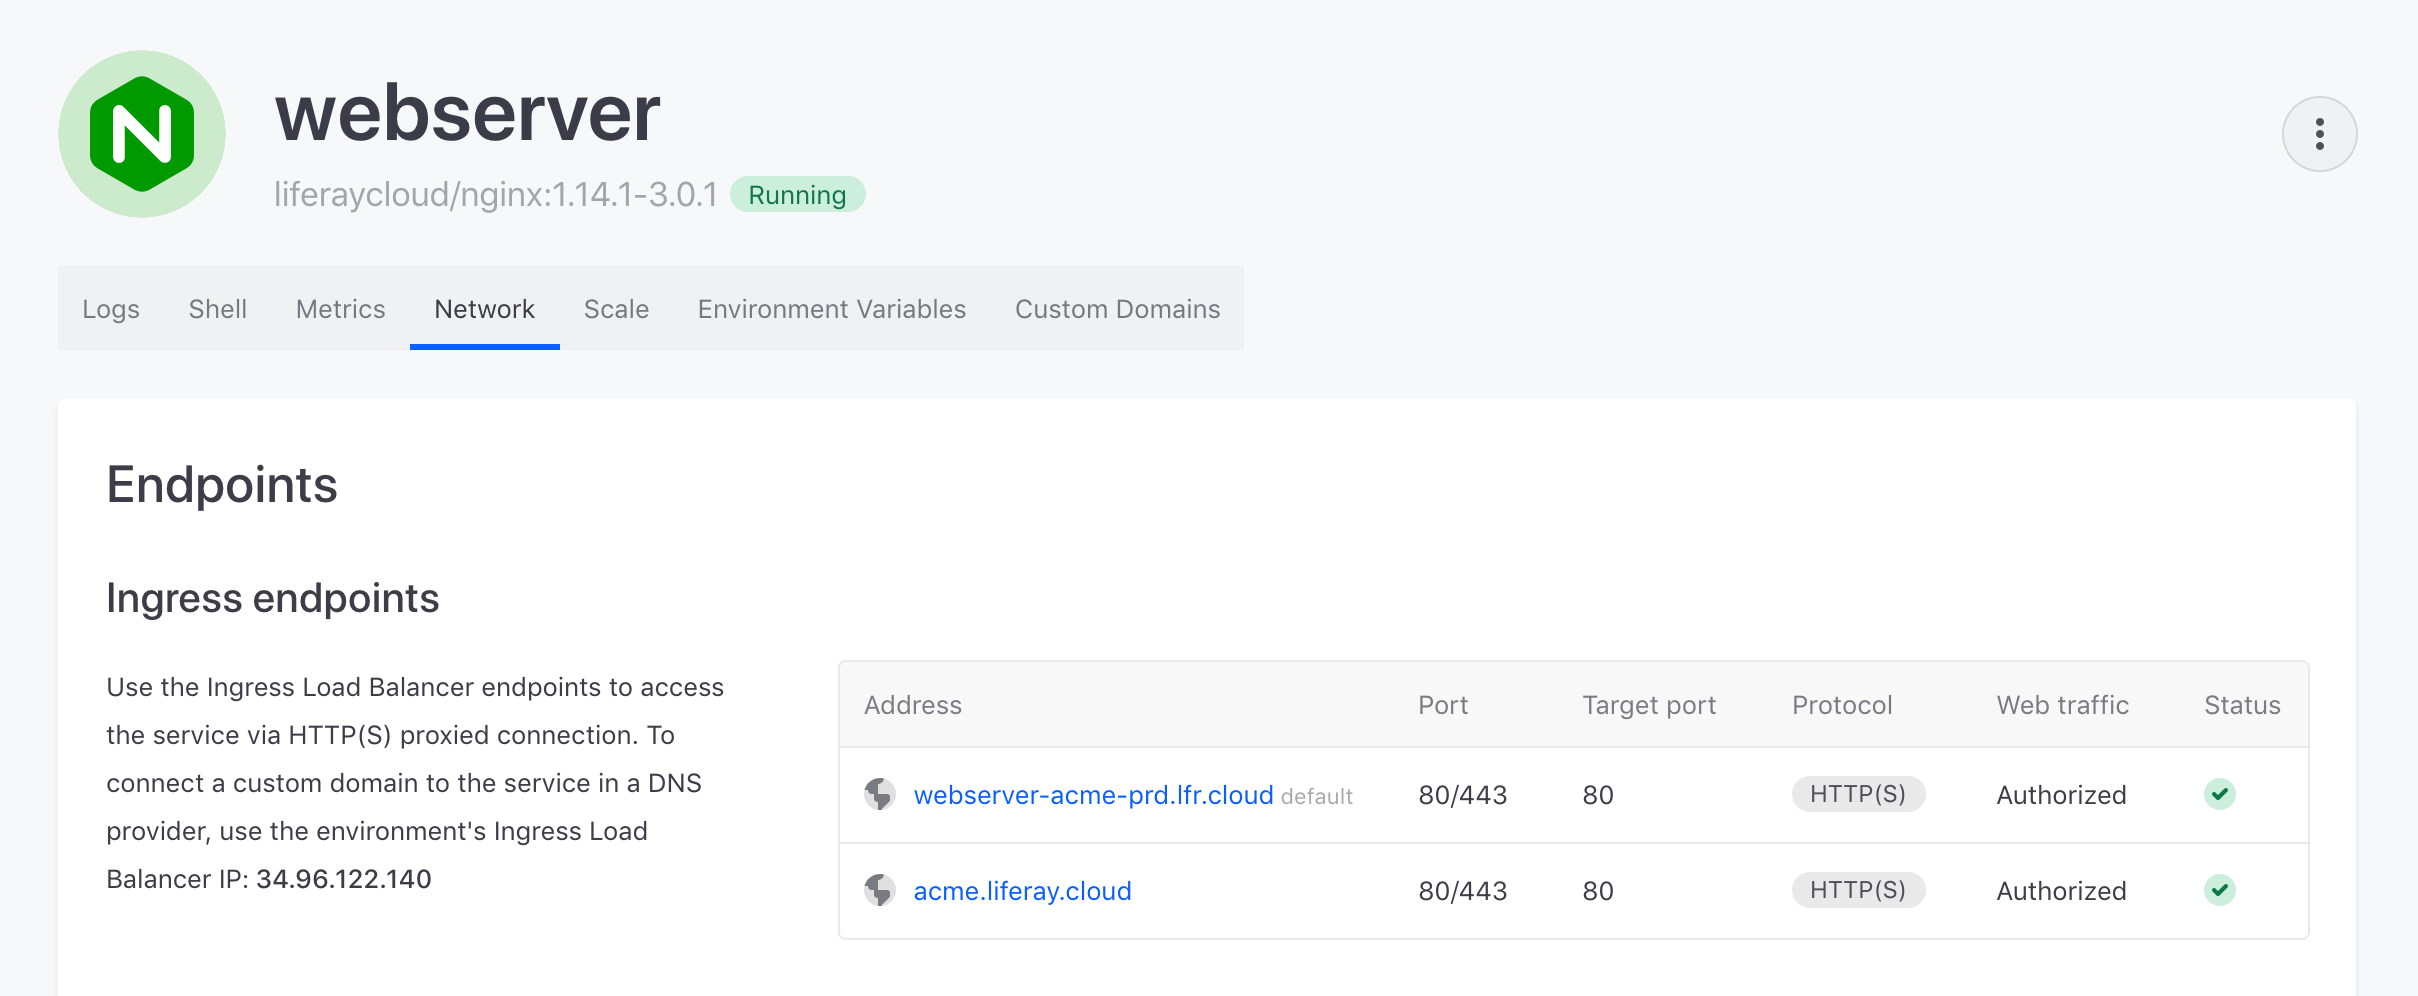 webserver
liferaycloud/nginx:1.14.1-3.0.1 Running
Logs Shell Metrics Network Scale Environment Variables Custom Domains
Endpoints
Ingress endpoints
Use the Ingress Load Balancer endpoints to access
the service via HTTP(S) proxied connection. To
connect a custom domain to the service in a DNS
provider, use the environment's Ingress Load
Balancer IP: 34.96.122.140
Address Port Target port Protocol Web traffic Status
webserver-acme-prd.lfr.cloud default 80/443 80 HTTP(S) Authorized
acme.liferay.cloud 80/443 80 HTTP(S) Authorized